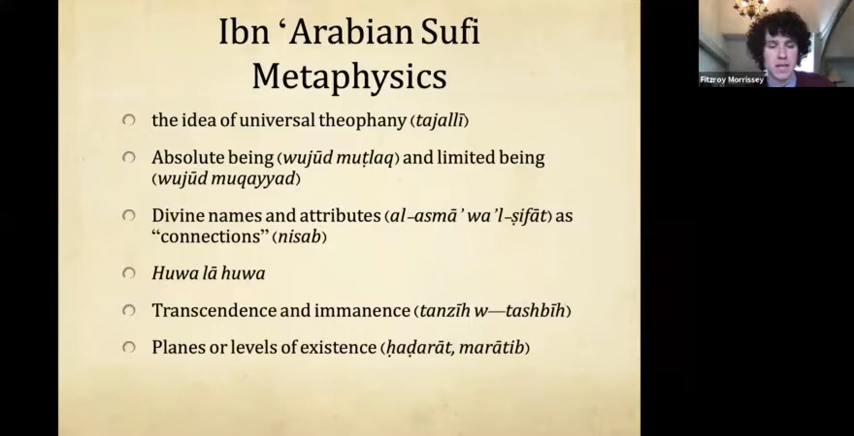 Ibn ‘Arabian Sufi
Metaphysics
the idea of universal theophany (tajallī)
Absolute being (wujūd muṭlaq) and limited being
(wujūd muqayyad)
Divine names and attributes (al-asmā’ wa’l-ṣifāt) as
“connections” (nisab)
Huwa lā huwa
Transcendence and immanence (tanzīh w—tashbīh)
Planes or levels of existence (ḥaḍarāt, marātib)
Fitzroy Morrissey